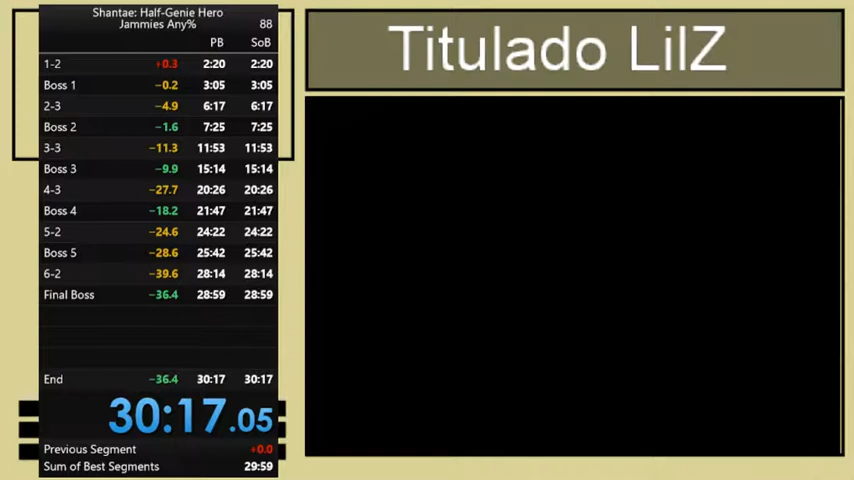 Shantae: Half-Genie Hero
Jammies Any% 88
PB SoB
1-2 +0.3 2:20 2:20
Boss 1 −0.2 3:05 3:05
2-3 −4.9 6:17 6:17
Boss 2 −1.6 7:25 7:25
3-3 −11.3 11:53 11:53
Boss 3 −9.9 15:14 15:14
4-3 −27.7 20:26 20:26
Boss 4 −18.2 21:47 21:47
5-2 −24.6 24:22 24:22
Boss 5 −28.6 25:42 25:42
6-2 −39.6 28:14 28:14
Final Boss −36.4 28:59 28:59
End −36.4 30:17 30:17
30:17.05
Previous Segment +0.0
Sum of Best Segments 29:59
Titulado LilZ